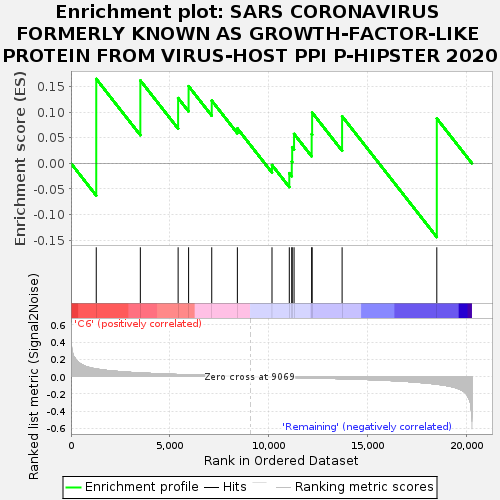 Enrichment plot: SARS CORONAVIRUS
FORMERLY KNOWN AS GROWTH-FACTOR-LIKE
PROTEIN FROM VIRUS-HOST PPI P-HIPSTER 2020
Enrichment score (ES)
0.15
0.10
0.05
0.00
-0.05
-0.10
-0.15
Ranked list metric (Signal2Noise)
0.6
0.4
0.2
0.0
-0.2
-0.4
-0.6
'C6' (positively correlated)
Zero cross at 9069
'Remaining' (negatively correlated)
0
5,000
10,000
15,000
20,000
Rank in Ordered Dataset
Enrichment profile
Hits
Ranking metric scores